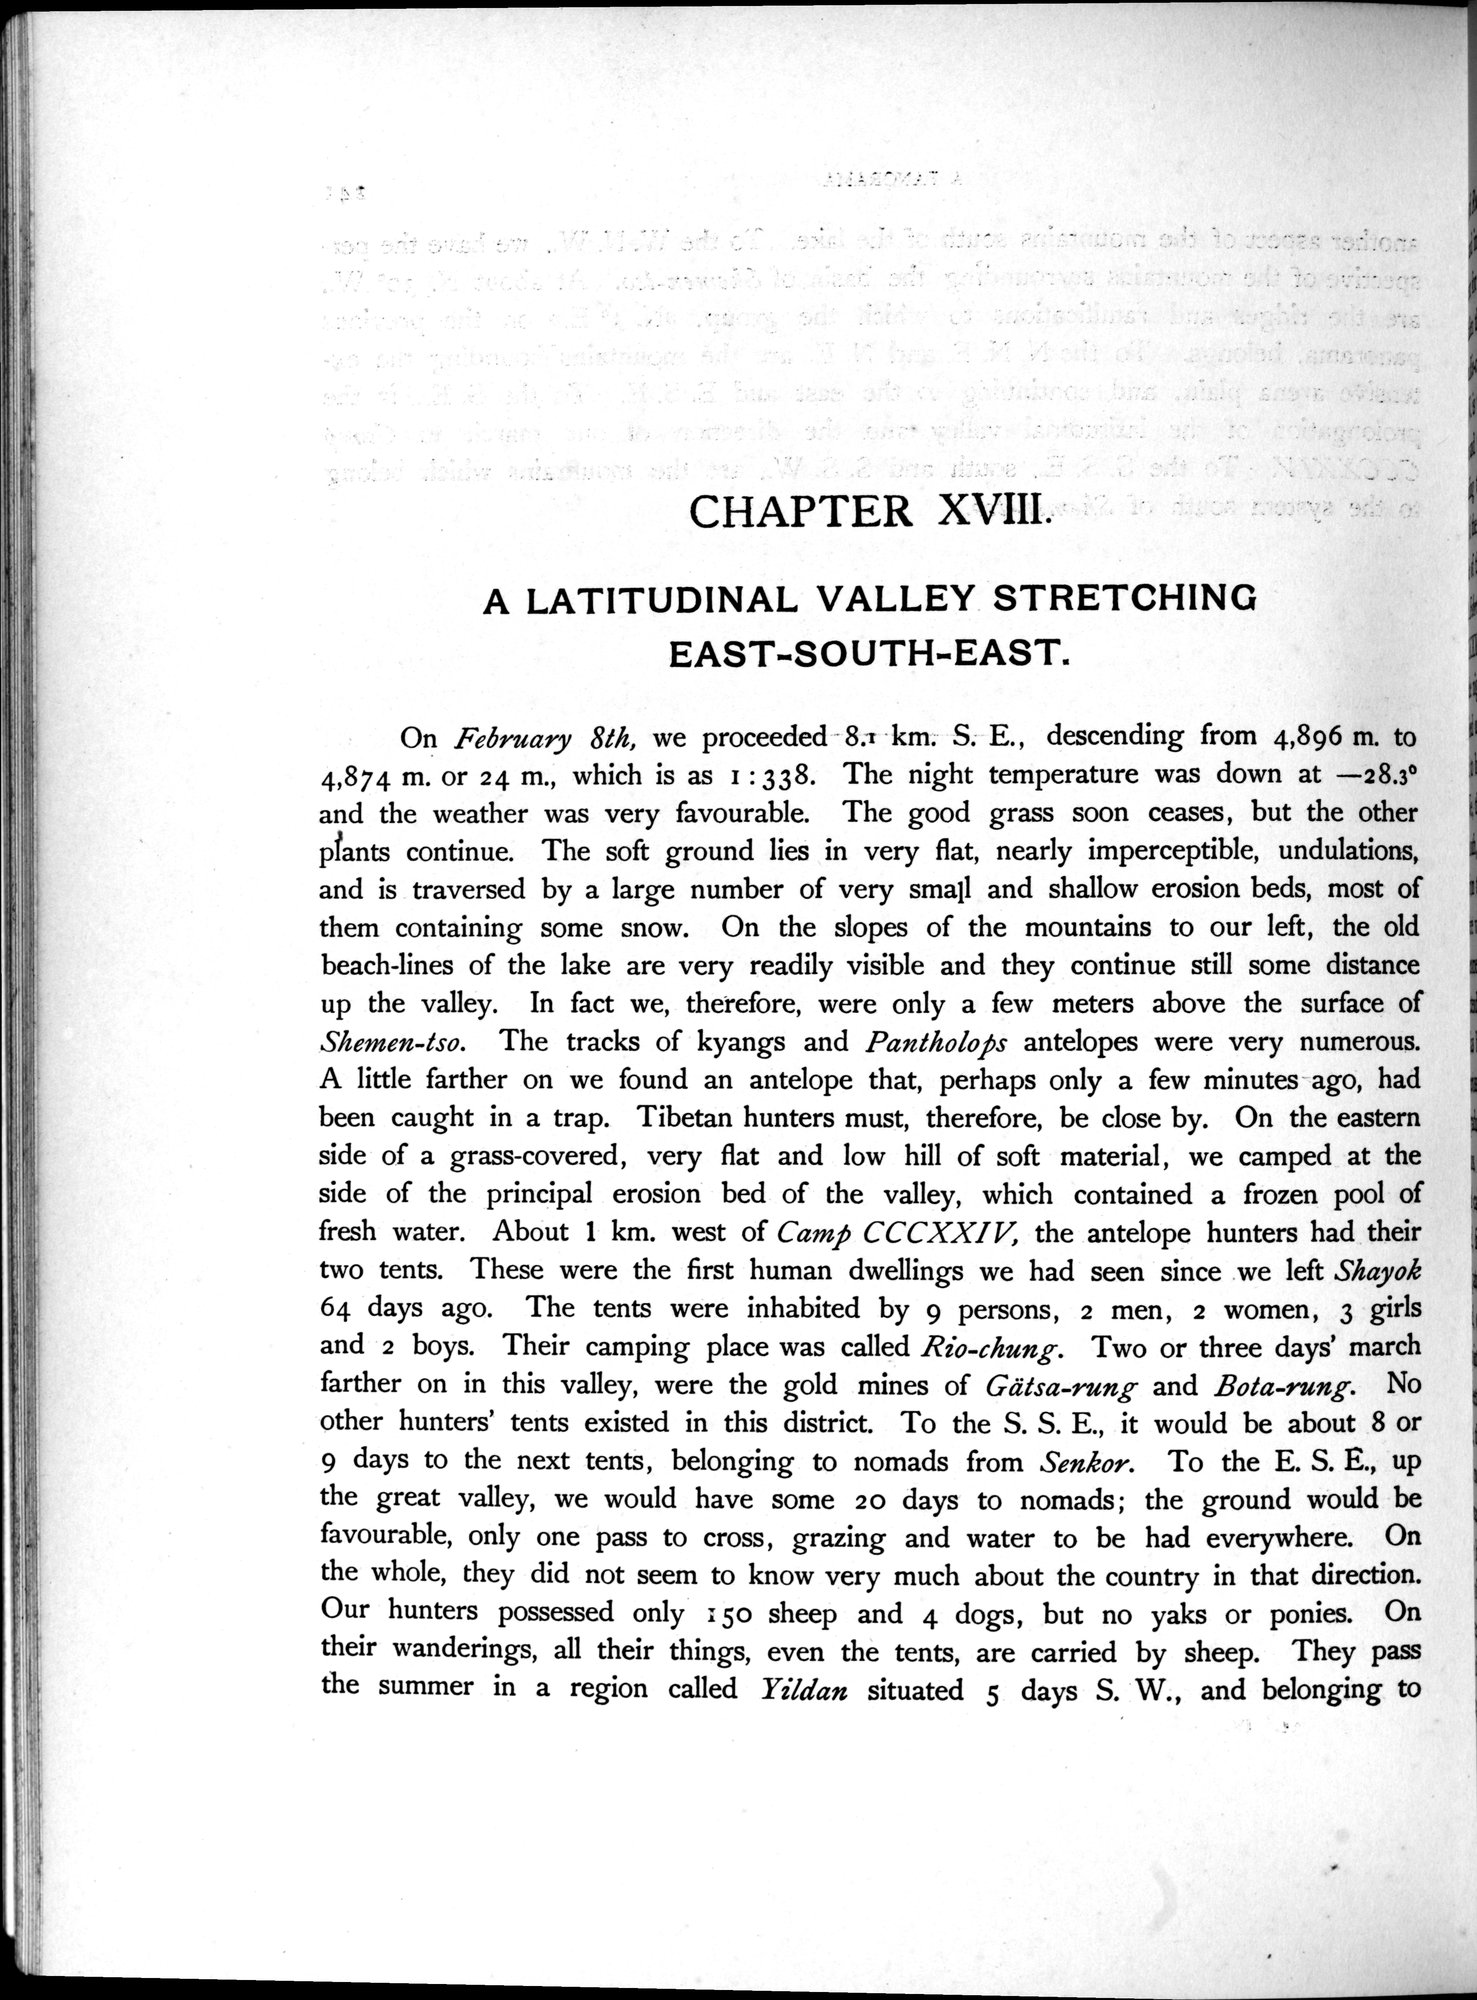 CHAPTER XVIII.
A LATITUDINAL VALLEY STRETCHING
EAST-SOUTH-EAST.
On February 8th, we proceeded 8.1 km. S. E., descending from 4,896 m. to
4,874 m. or 24 m., which is as 1 : 338. The night temperature was down at —28.3°
and the weather was very favourable. The good grass soon ceases, but the other
plants continue. The soft ground lies in very flat, nearly imperceptible, undulations,
and is traversed by a large number of very small and shallow erosion beds, most of
them containing some snow. On the slopes of the mountains to our left, the old
beach-lines of the lake are very readily visible and they continue still some distance
up the valley. In fact we, therefore, were only a few meters above the surface of
Shemen-tso. The tracks of kyangs and Pantholops antelopes were very numerous.
A little farther on we found an antelope that, perhaps only a few minutes ago, had
been caught in a trap. Tibetan hunters must, therefore, be close by. On the eastern
side of a grass-covered, very flat and low hill of soft material, we camped at the
side of the principal erosion bed of the valley, which contained a frozen pool of
fresh water. About 1 km. west of Camp CCCXXIV, the antelope hunters had their
two tents. These were the first human dwellings we had seen since we left Shayok
64 days ago. The tents were inhabited by 9 persons, 2 men, 2 women, 3 girls
and 2 boys. Their camping place was called Rio-chung. Two or three days' march
farther on in this valley, were the gold mines of Gätsa-rung and Bota-rung. No
other hunters' tents existed in this district. To the S. S. E., it would be about 8 or
9 days to the next tents, belonging to nomads from Senkor. To the E. S. E., up
the great valley, we would have some 20 days to nomads; the ground would be
favourable, only one pass to cross, grazing and water to be had everywhere. On
the whole, they did not seem to know very much about the country in that direction.
Our hunters possessed only 150 sheep and 4 dogs, but no yaks or ponies. On
their wanderings, all their things, even the tents, are carried by sheep. They pass
the summer in a region called Yildan situated 5 days S. W., and belonging to